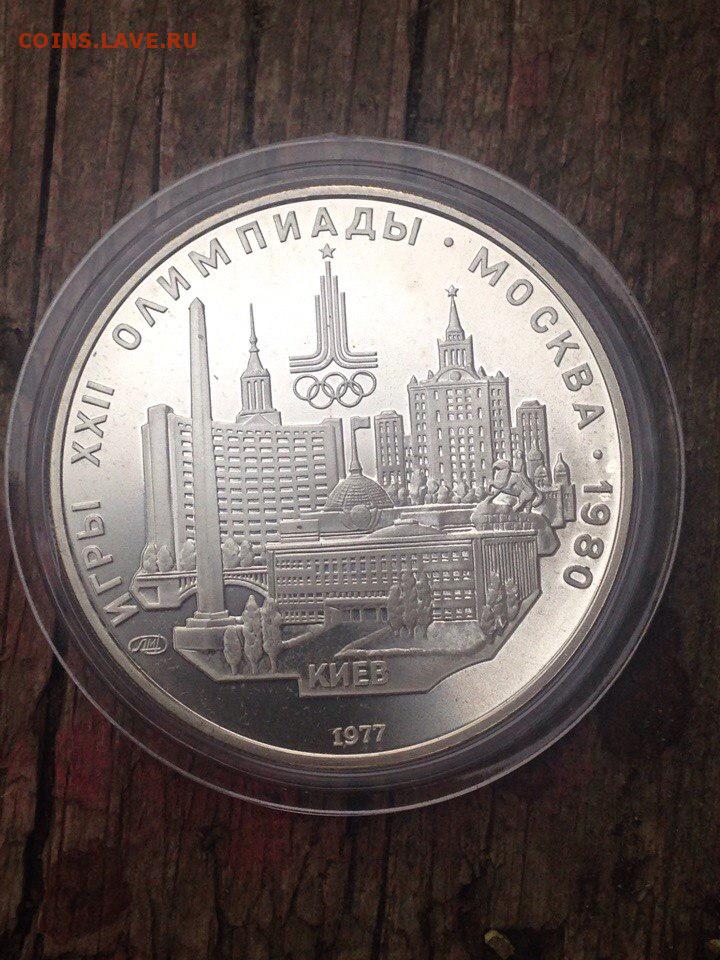 COINS.LAVE.RU
ИГРЫ XXII ОЛИМПИАДЫ · МОСКВА · 1980
ЛМД
КИЕВ
1977